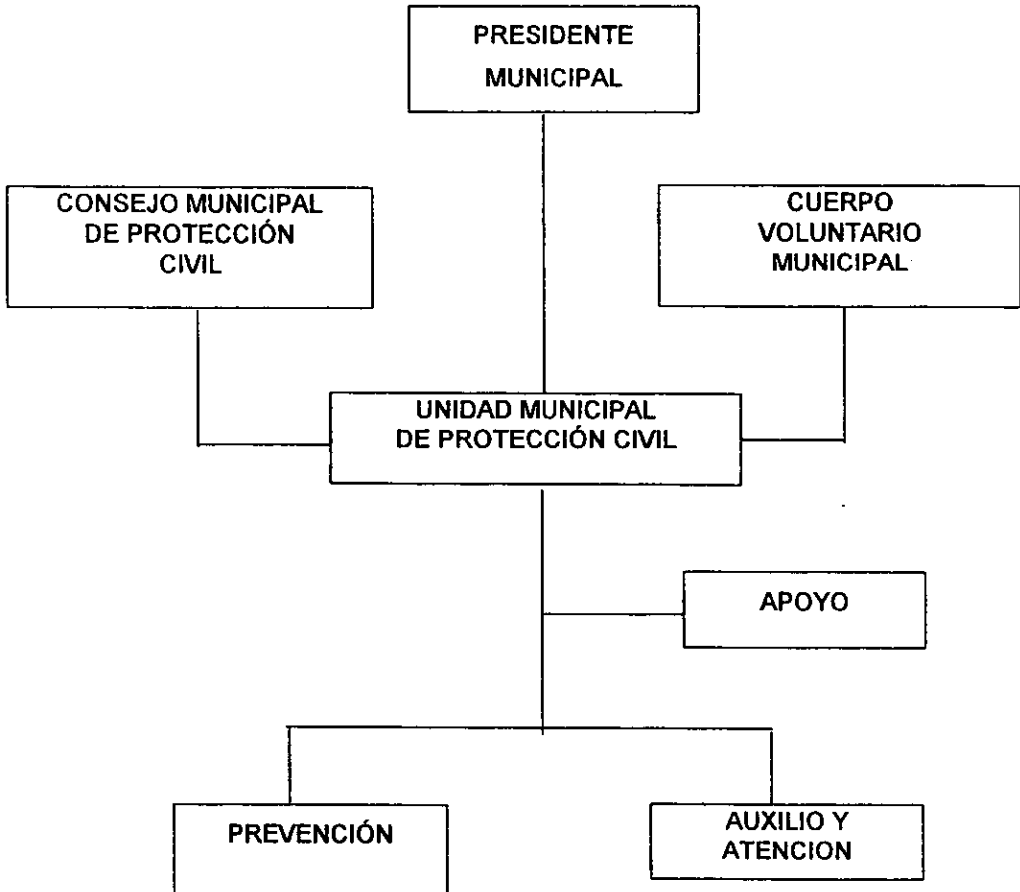 PRESIDENTE
MUNICIPAL
CONSEJO MUNICIPAL
DE PROTECCIÓN
CIVIL
CUERPO
VOLUNTARIO
MUNICIPAL
UNIDAD MUNICIPAL
DE PROTECCIÓN CIVIL
APOYO
PREVENCIÓN
AUXILIO Y
ATENCION